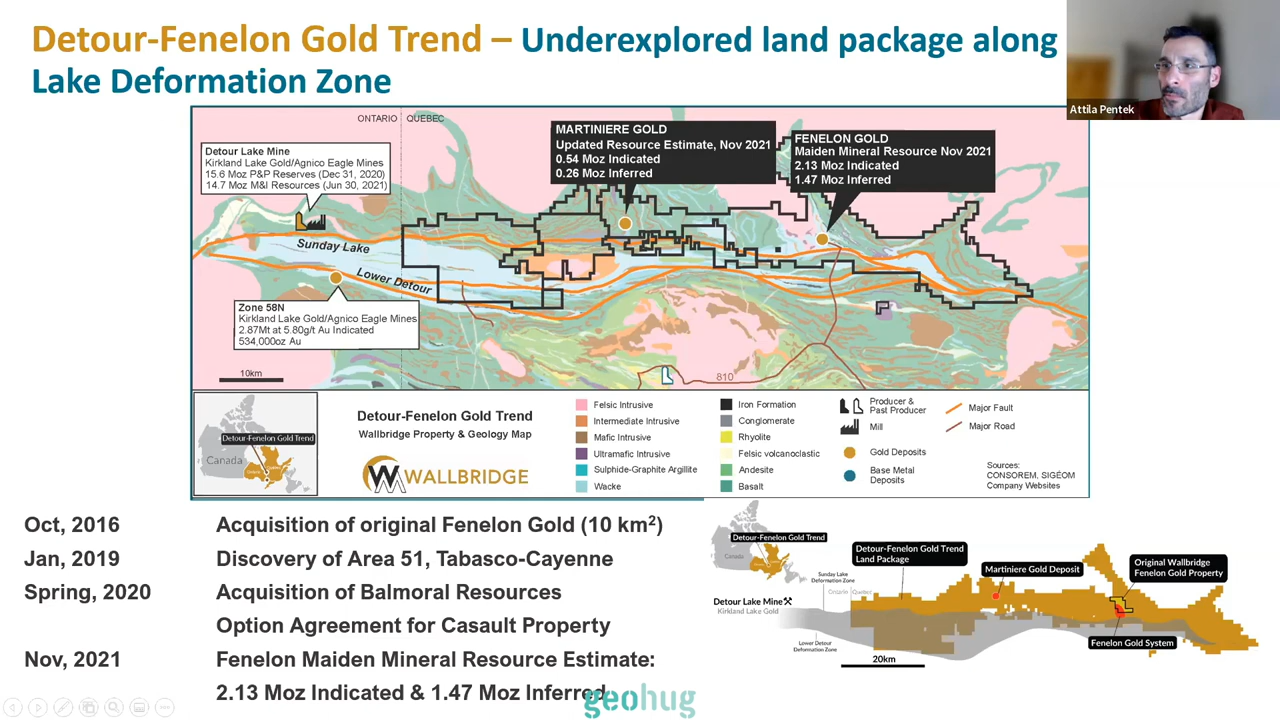 Detour-Fenelon Gold Trend – Underexplored land package along
Lake Deformation Zone
Attila Pentek
ONTARIO QUEBEC
Detour Lake Mine
Kirkland Lake Gold/Agnico Eagle Mines
15.6 Moz P&P Reserves (Dec 31, 2020)
14.7 Moz M&I Resources (Jun 30, 2021)
MARTINIERE GOLD
Updated Resource Estimate, Nov 2021
0.54 Moz Indicated
0.26 Moz Inferred
FENELON GOLD
Maiden Mineral Resource Nov 2021
2.13 Moz Indicated
1.47 Moz Inferred
Sunday Lake
Lower Detour
Zone 58N
Kirkland Lake Gold/Agnico Eagle Mines
2.87Mt at 5.80g/t Au Indicated
534,000oz Au
10km
810
Detour-Fenelon Gold Trend
Canada
Ontario
Quebec
Detour-Fenelon Gold Trend
Wallbridge Property & Geology Map
WALLBRIDGE
Felsic Intrusive
Intermediate Intrusive
Mafic Intrusive
Ultramafic Intrusive
Sulphide-Graphite Argillite
Wacke
Iron Formation
Conglomerate
Rhyolite
Felsic volcanoclastic
Andesite
Basalt
Producer &
Past Producer
Mill
Gold Deposits
Base Metal
Deposits
Major Fault
Major Road
Sources:
CONSOREM, SIGÉOM
Company Websites
Oct, 2016 Acquisition of original Fenelon Gold (10 km²)
Jan, 2019 Discovery of Area 51, Tabasco-Cayenne
Spring, 2020 Acquisition of Balmoral Resources
Option Agreement for Casault Property
Nov, 2021 Fenelon Maiden Mineral Resource Estimate:
2.13 Moz Indicated & 1.47 Moz Inferred
geohug
Detour-Fenelon Gold Trend
Canada
Detour-Fenelon Gold Trend
Land Package
Martiniere Gold Deposit
Original Wallbridge
Fenelon Gold Property
Sunday Lake
Deformation Zone
Ontario Quebec
Detour Lake Mine
Kirkland Lake Gold
Lower Detour
Deformation Zone
Fenelon Gold System
20km